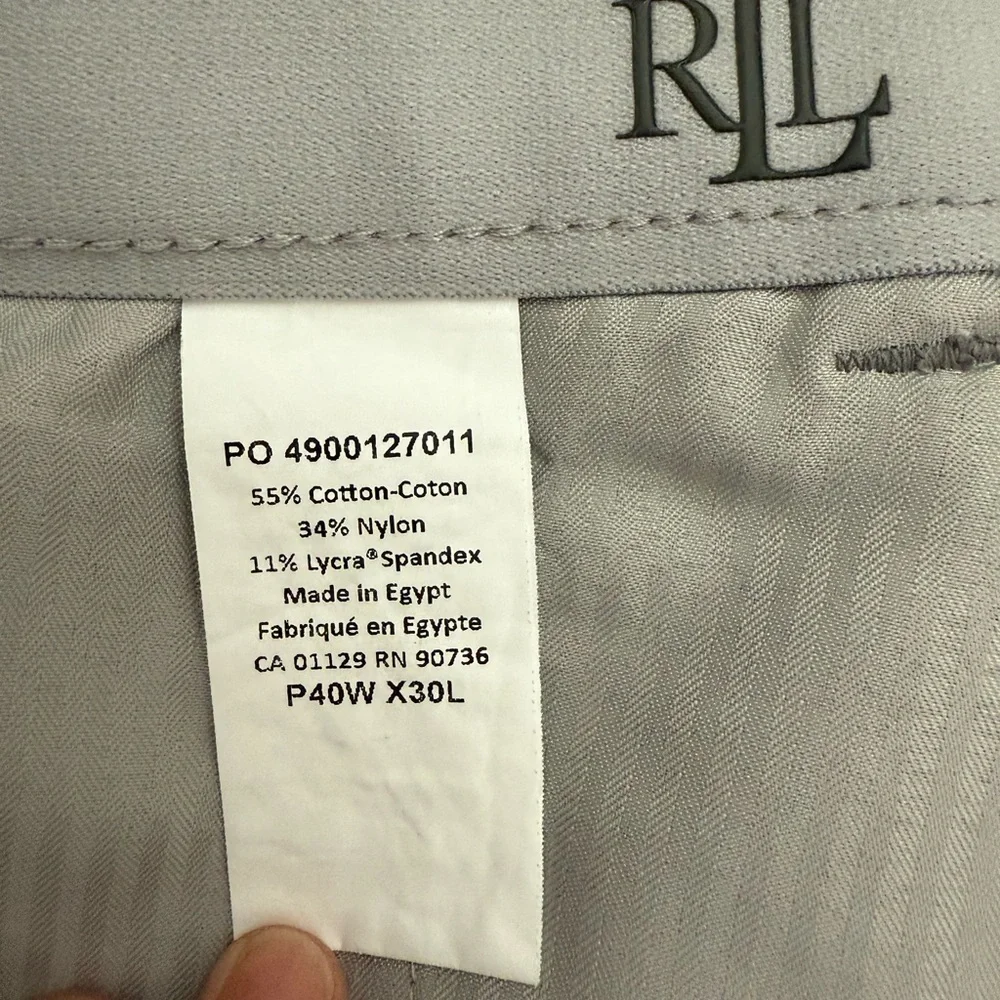 RLL
PO 4900127011
55% Cotton-Coton
34% Nylon
11% Lycra®Spandex
Made in Egypt
Fabriqué en Egypte
CA 01129 RN 90736
P40W X30L